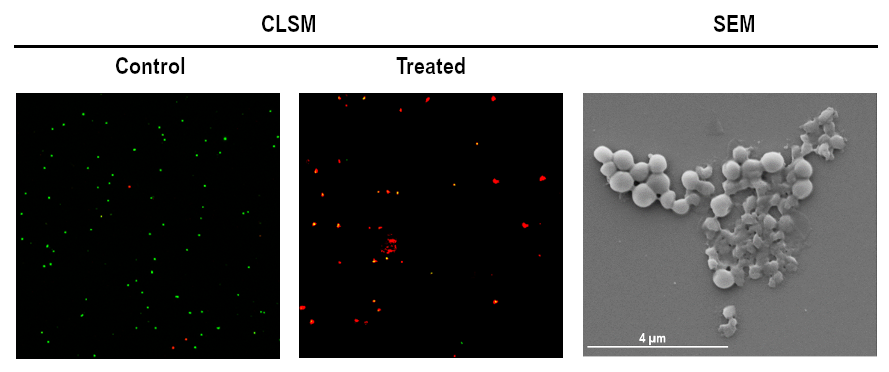 CLSM
SEM
Control
Treated
4 µm